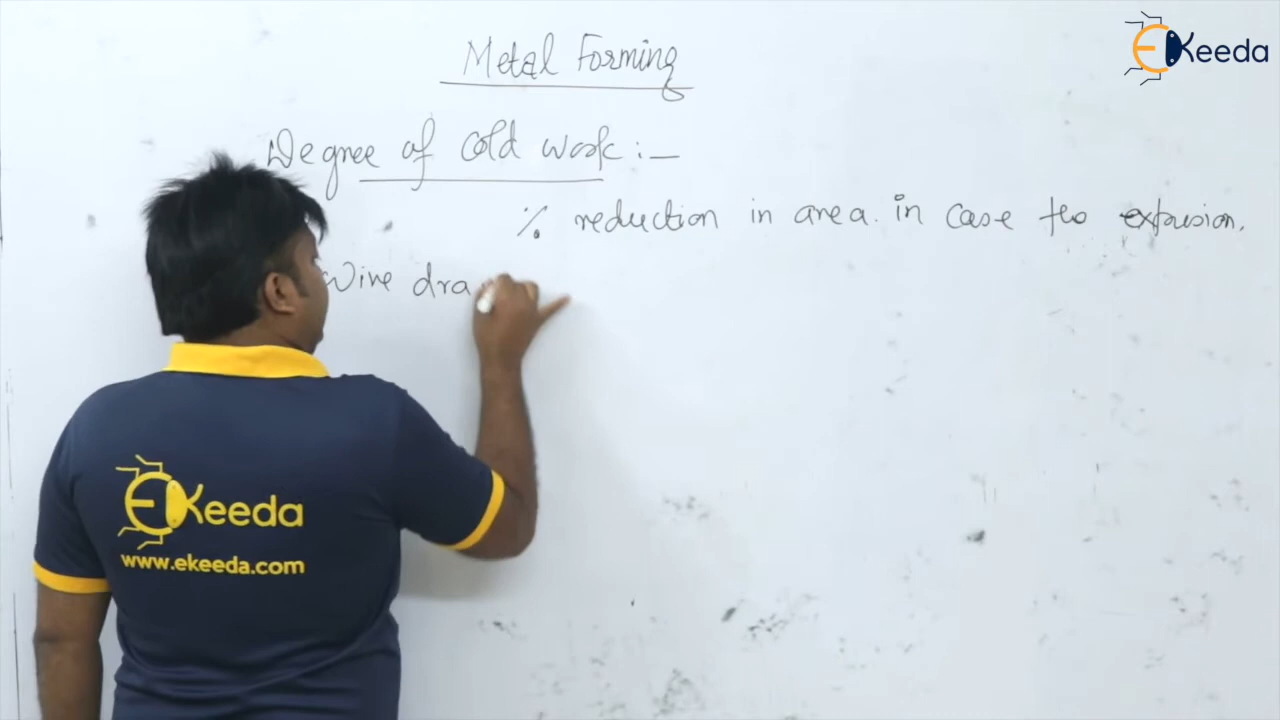 EKeeda
Metal Forming
Degree of cold work :-
% reduction in area. in case the extrusion.
Wire dra
EKeeda
www.ekeeda.com